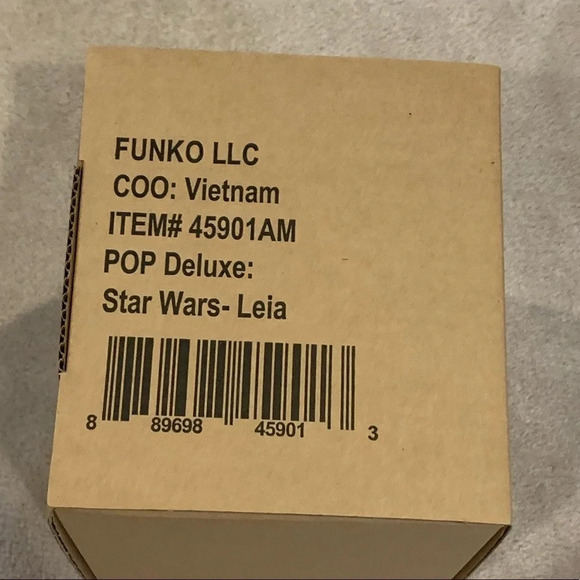 FUNKO LLC
COO: Vietnam
ITEM# 45901AM
POP Deluxe:
Star Wars- Leia
8 89698 45901 3